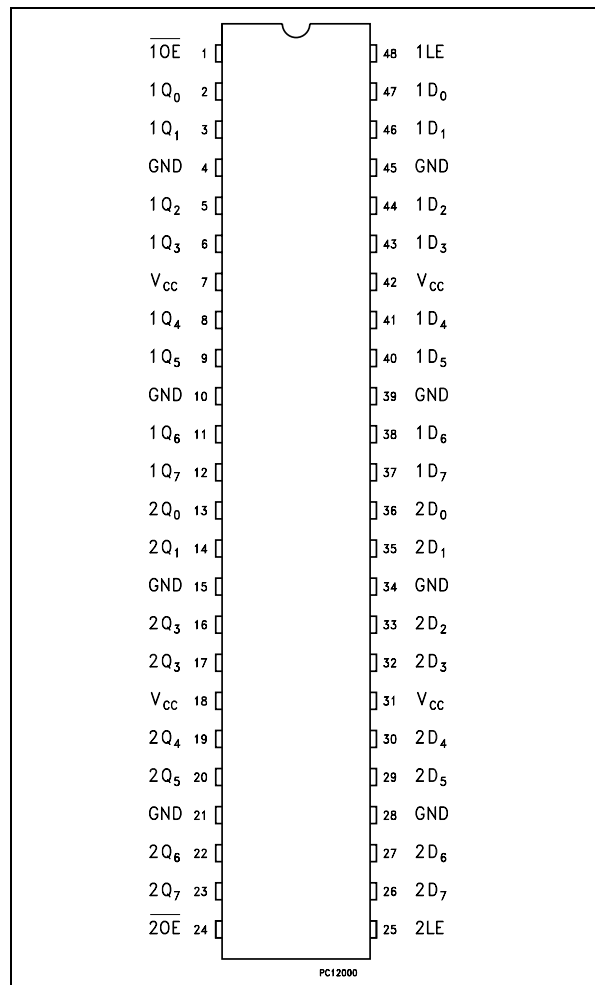 1OE 1 48 1LE
1Q0 2 47 1D0
1Q1 3 46 1D1
GND 4 45 GND
1Q2 5 44 1D2
1Q3 6 43 1D3
VCC 7 42 VCC
1Q4 8 41 1D4
1Q5 9 40 1D5
GND 10 39 GND
1Q6 11 38 1D6
1Q7 12 37 1D7
2Q0 13 36 2D0
2Q1 14 35 2D1
GND 15 34 GND
2Q3 16 33 2D2
2Q3 17 32 2D3
VCC 18 31 VCC
2Q4 19 30 2D4
2Q5 20 29 2D5
GND 21 28 GND
2Q6 22 27 2D6
2Q7 23 26 2D7
2OE 24 25 2LE
PC12000